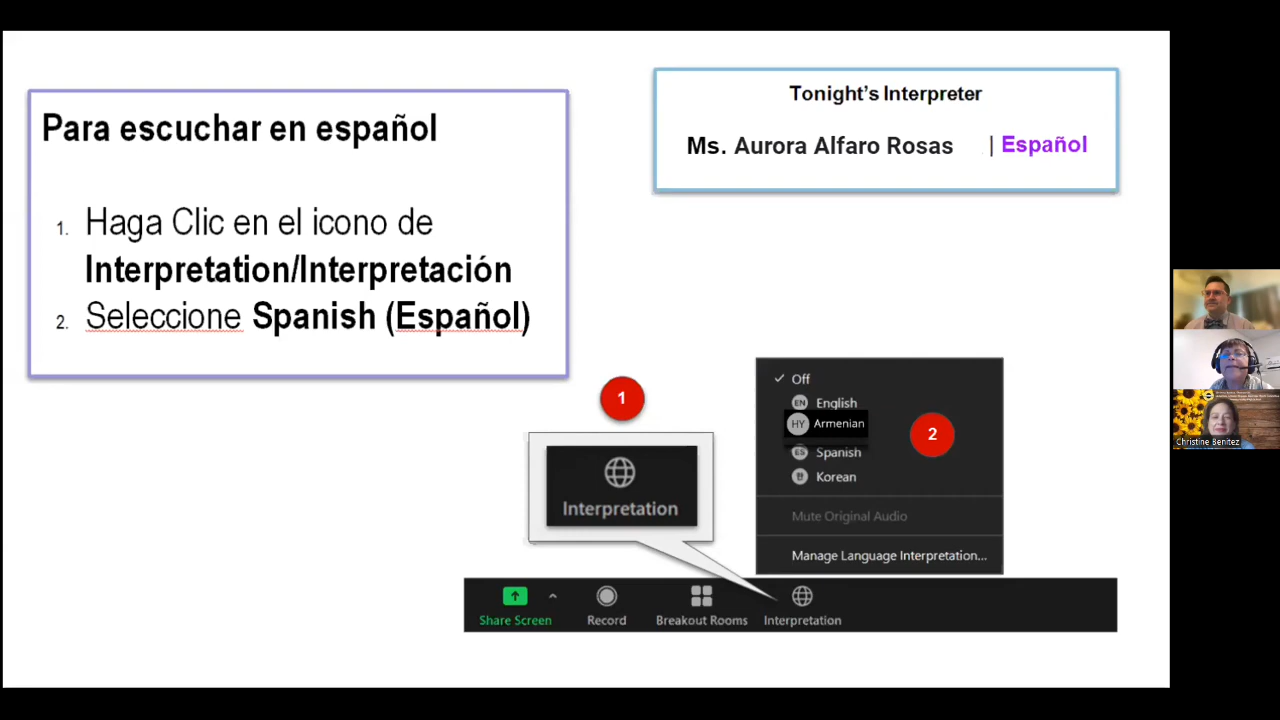 Para escuchar en español
1. Haga Clic en el icono de
Interpretation/Interpretación
2. Seleccione Spanish (Español)
Tonight's Interpreter
Ms. Aurora Alfaro Rosas | Español
1
Interpretation
Off
EN English
HY Armenian
ES Spanish
Korean
2
Mute Original Audio
Manage Language Interpretation...
Share Screen
Record
Breakout Rooms
Interpretation
Christine Benitez